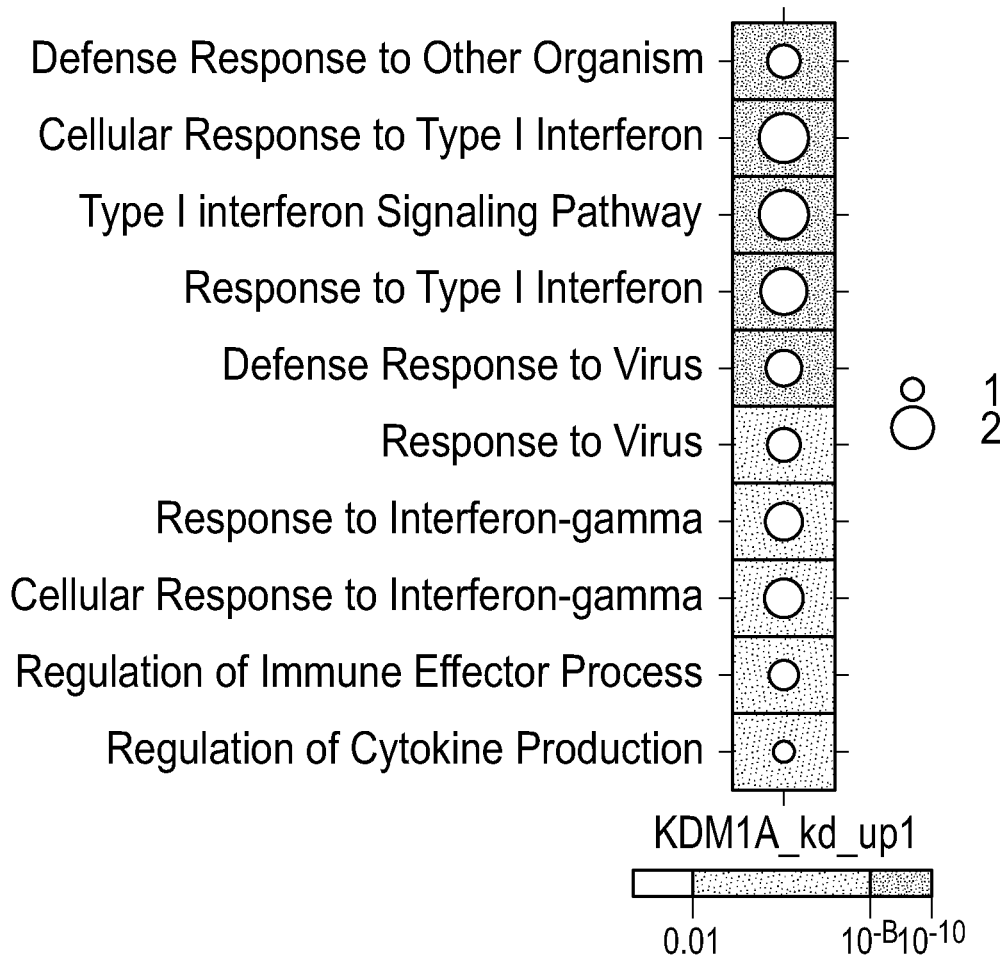 Defense Response to Other Organism
Cellular Response to Type I Interferon
Type I interferon Signaling Pathway
Response to Type I Interferon
Defense Response to Virus
Response to Virus
Response to Interferon-gamma
Cellular Response to Interferon-gamma
Regulation of Immune Effector Process
Regulation of Cytokine Production
1
2
KDM1A_kd_up1
0.01 10-B 10-10